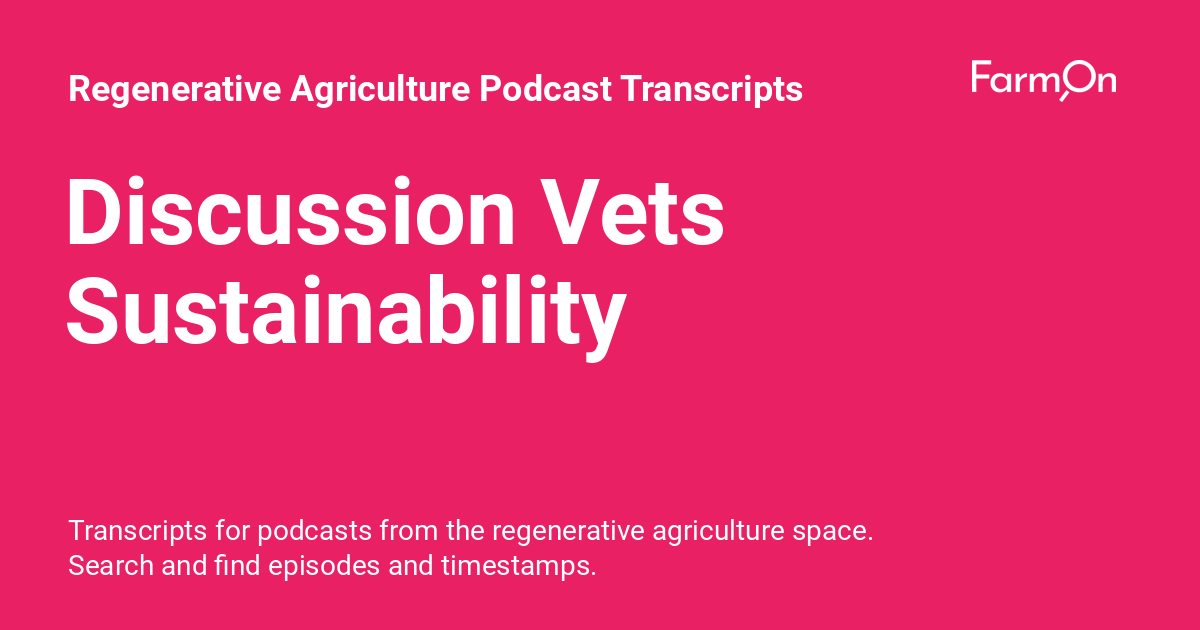 Regenerative Agriculture Podcast Transcripts
FarmOn
Discussion Vets
Sustainability
Transcripts for podcasts from the regenerative agriculture space.
Search and find episodes and timestamps.